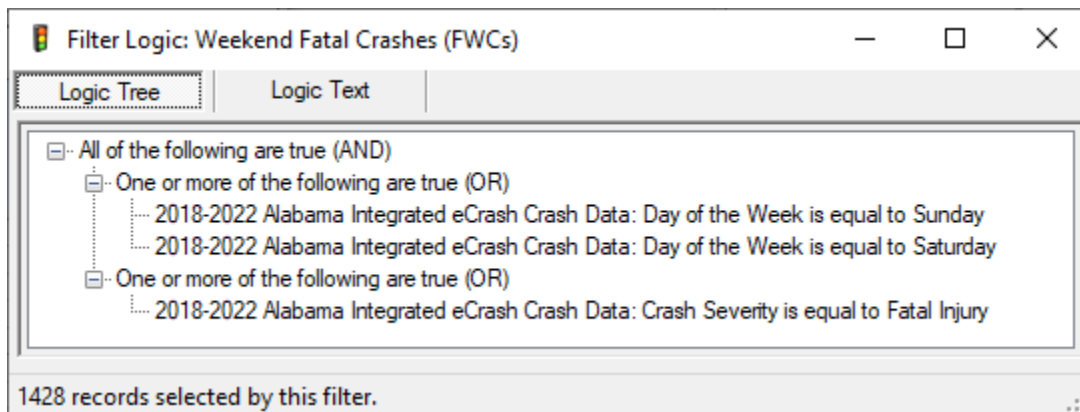 Filter Logic: Weekend Fatal Crashes (FWCs)
Logic Tree
Logic Text
All of the following are true (AND)
One or more of the following are true (OR)
2018-2022 Alabama Integrated eCrash Crash Data: Day of the Week is equal to Sunday
2018-2022 Alabama Integrated eCrash Crash Data: Day of the Week is equal to Saturday
One or more of the following are true (OR)
2018-2022 Alabama Integrated eCrash Crash Data: Crash Severity is equal to Fatal Injury
1428 records selected by this filter.